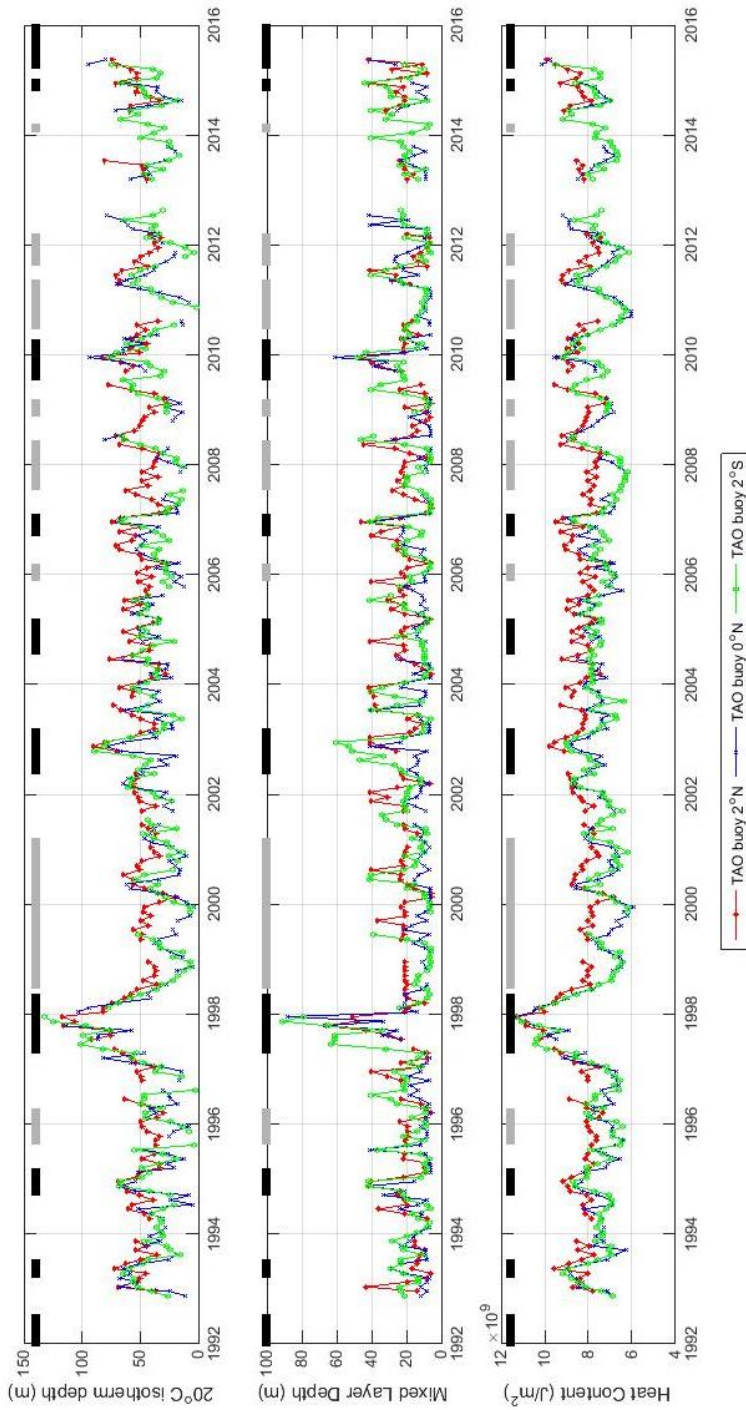 150
100
50
0
20°C isotherm depth (m)
1992 1994 1996 1998 2000 2002 2004 2006 2008 2010 2012 2014 2016
100
80
60
40
20
0
Mixed Layer Depth (m)
1992 1994 1996 1998 2000 2002 2004 2006 2008 2010 2012 2014 2016
× 10⁹
12
10
8
6
4
Heat Content (J/m²)
1992 1994 1996 1998 2000 2002 2004 2006 2008 2010 2012 2014 2016
TAO buoy 2°N TAO buoy 0°N TAO buoy 2°S